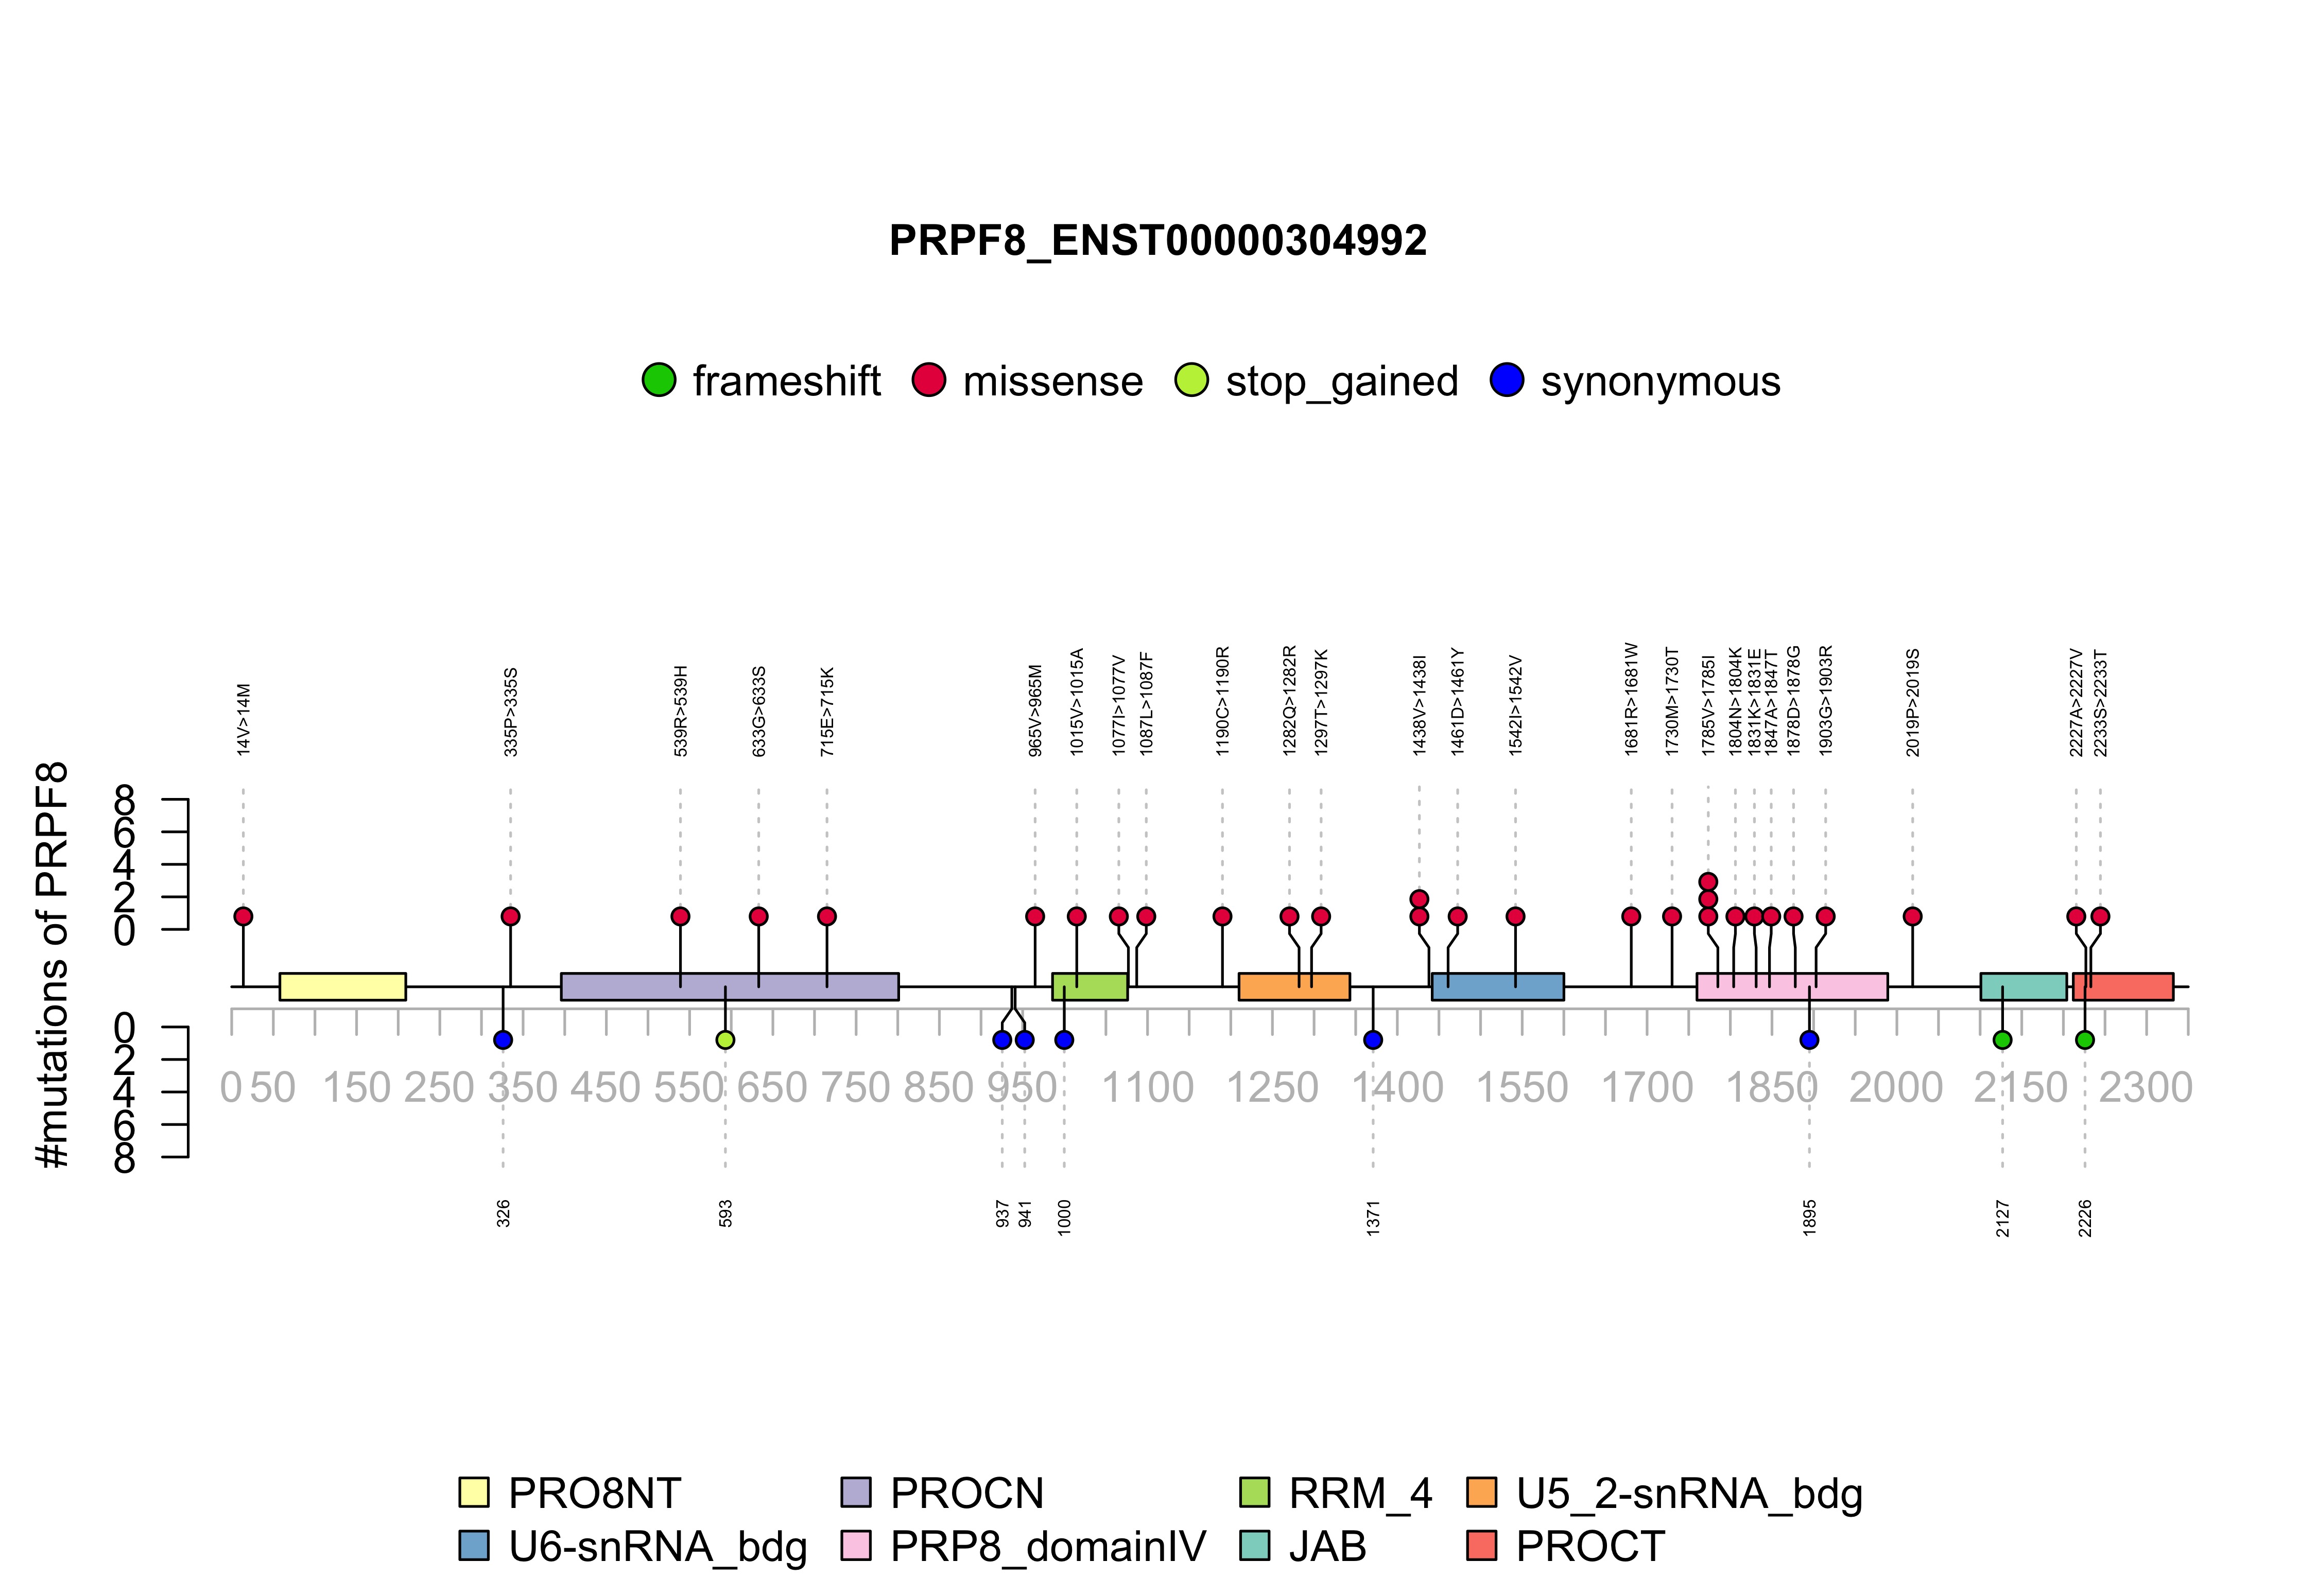 PRPF8_ENST00000304992
frameshift missense stop_gained synonymous
14V>14M
335P>335S
539R>539H
633G>633S
715E>715K
965V>965M
1015V>1015A
1077I>1077V
1087L>1087F
1190C>1190R
1282Q>1282R
1297T>1297K
1438V>1438I
1461D>1461Y
1542I>1542V
1681R>1681W
1730M>1730T
1785V>1785I
1804N>1804K
1831K>1831E
1847A>1847T
1878D>1878G
1903G>1903R
2019P>2019S
2227A>2227V
2233S>2233T
#mutations of PRPF8
8
6
4
2
0
0
2
4
6
8
0 50 150 250 350 450 550 650 750 850 950 1100 1250 1400 1550 1700 1850 2000 2150 2300
326
593
937
941
1000
1371
1895
2127
2226
PRO8NT PROCN RRM_4 U5_2-snRNA_bdg
U6-snRNA_bdg PRP8_domainIV JAB PROCT